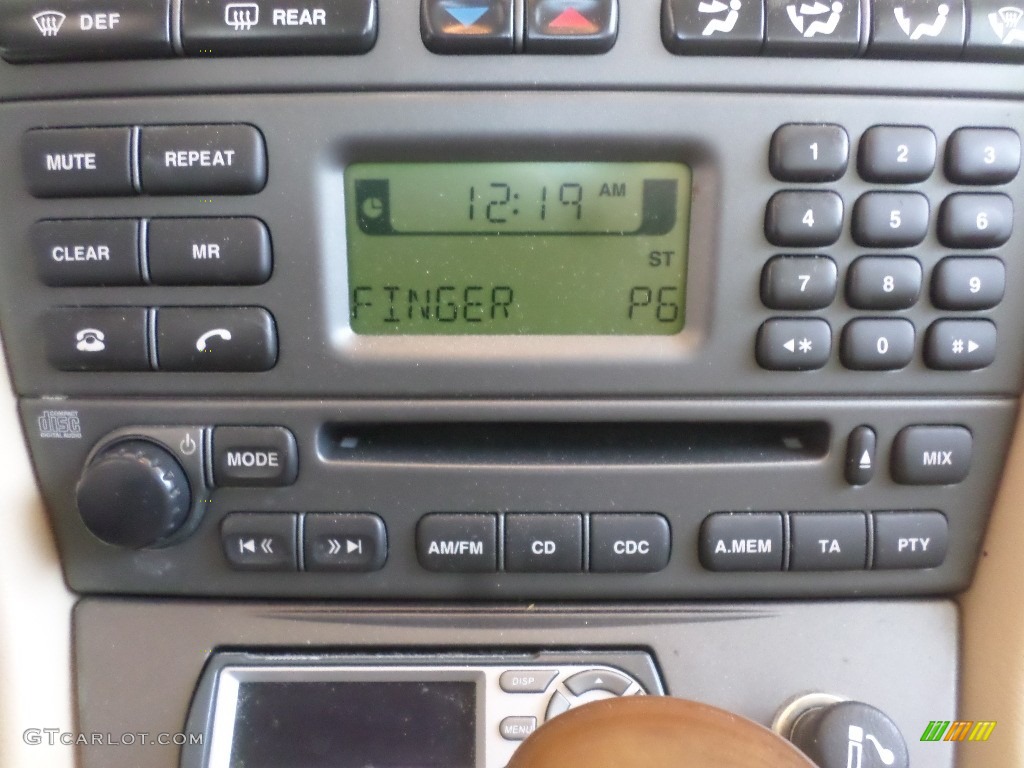 DEF REAR
MUTE REPEAT
CLEAR MR
12:19 AM
ST
FINGER P6
1 2 3
4 5 6
7 8 9
* 0 #
COMPACT
disc
DIGITAL AUDIO
MODE
MIX
AM/FM CD CDC
A.MEM TA PTY
DISP
MENU
GTCARLOT.COM